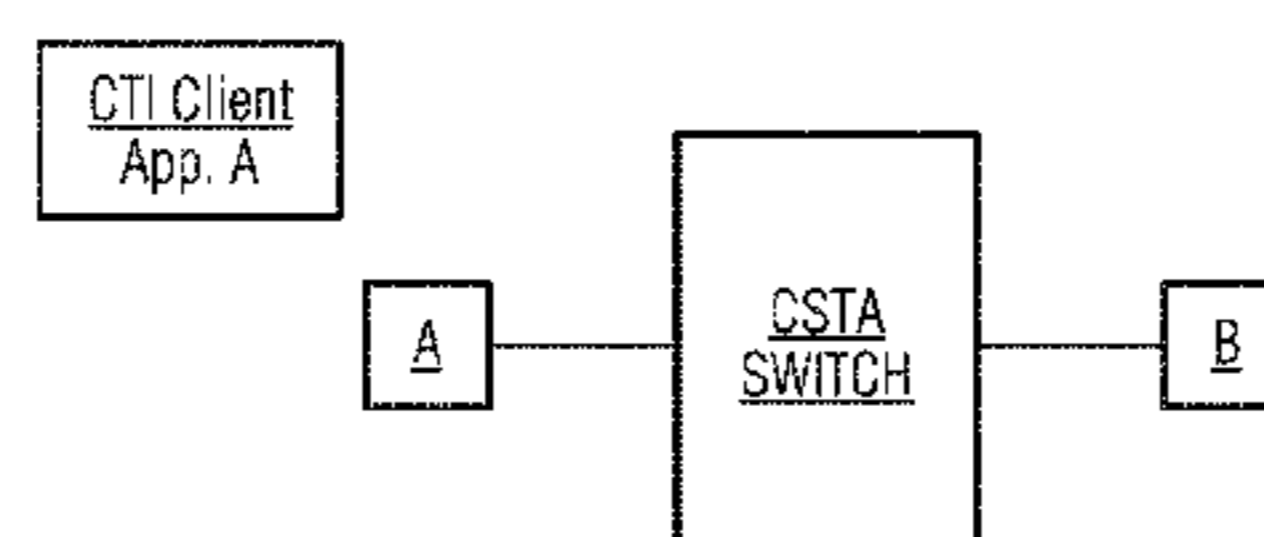 CTI Client
App. A
A
CSTA
SWITCH
B